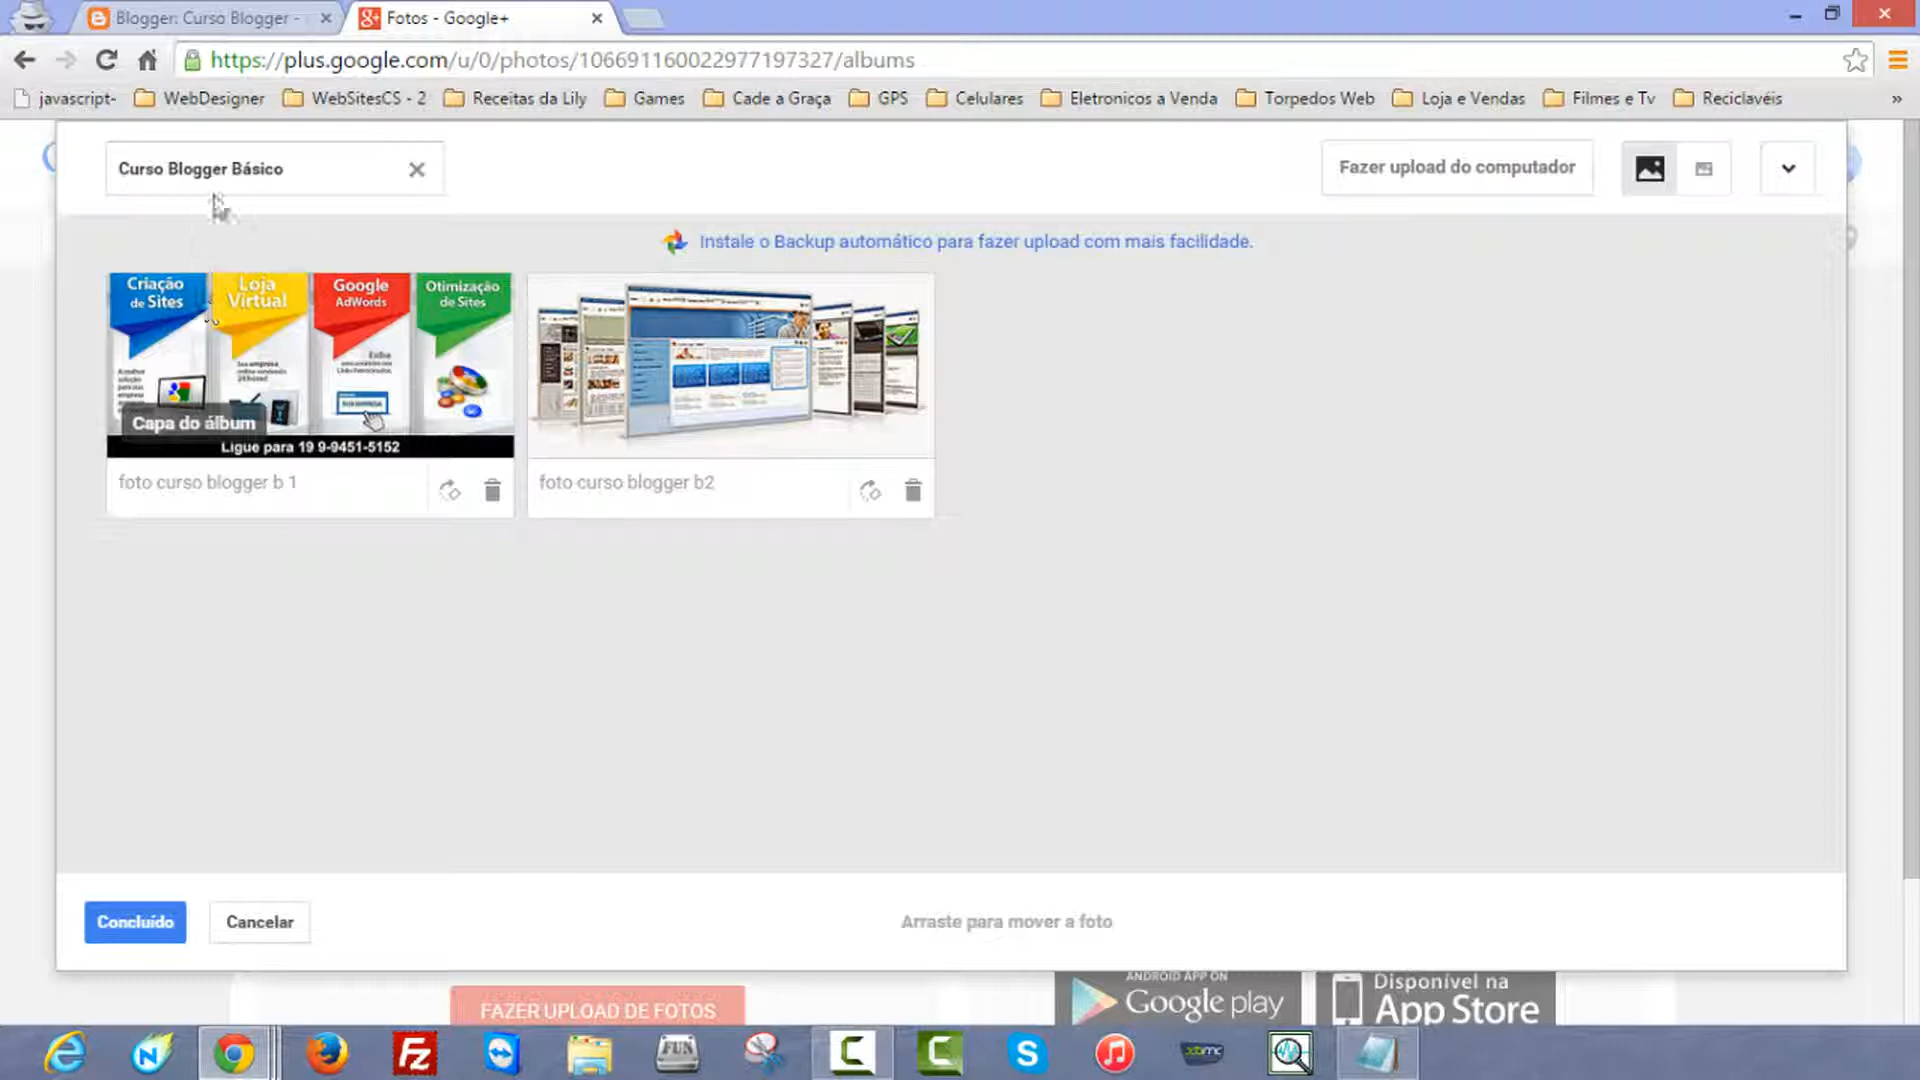 Blogger: Curso Blogger -
Fotos - Google+
https://plus.google.com/u/0/photos/106691160022977197327/albums
javascript-
WebDesigner
WebSitesCS - 2
Receitas da Lily
Games
Cade a Graça
GPS
Celulares
Eletronicos a Venda
Torpedos Web
Loja e Vendas
Filmes e Tv
Reciclavéis
»
Curso Blogger Básico
Fazer upload do computador
Instale o Backup automático para fazer upload com mais facilidade.
Criação
de Sites
Loja
Virtual
Google
AdWords
Otimização
de Sites
Capa do álbum
Ligue para 19 9-9451-5152
foto curso blogger b 1
foto curso blogger b2
Concluído
Cancelar
Arraste para mover a foto
FAZER UPLOAD DE FOTOS
ANDROID APP ON
Google play
Disponível na
App Store
FUN
xbmc